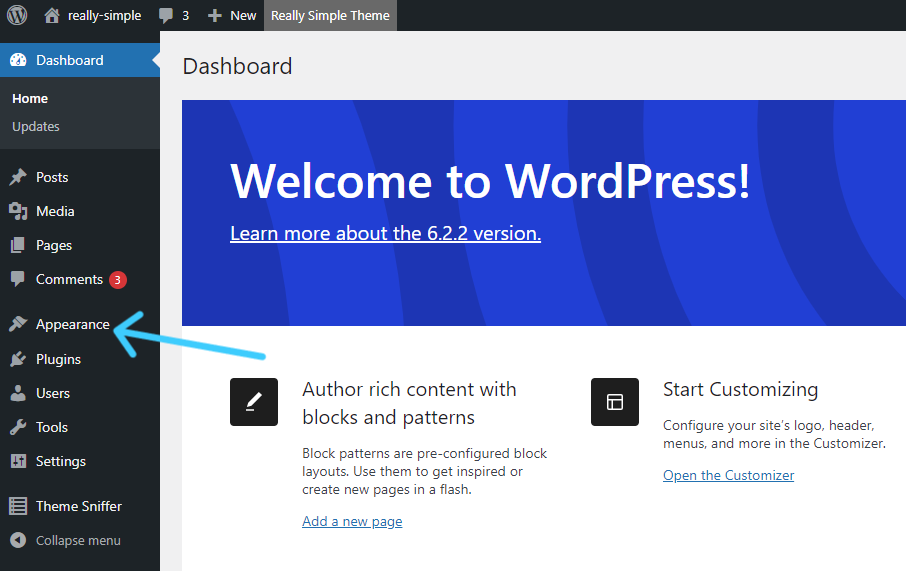 really-simple 3 New Really Simple Theme
Dashboard
Home
Updates
Posts
Media
Pages
Comments 3
Appearance
Plugins
Users
Tools
Settings
Theme Sniffer
Collapse menu
Dashboard
Welcome to WordPress!
Learn more about the 6.2.2 version.
Author rich content with
blocks and patterns
Block patterns are pre-configured block
layouts. Use them to get inspired or
create new pages in a flash.
Add a new page
Start Customizing
Configure your site’s logo, header,
menus, and more in the Customizer.
Open the Customizer